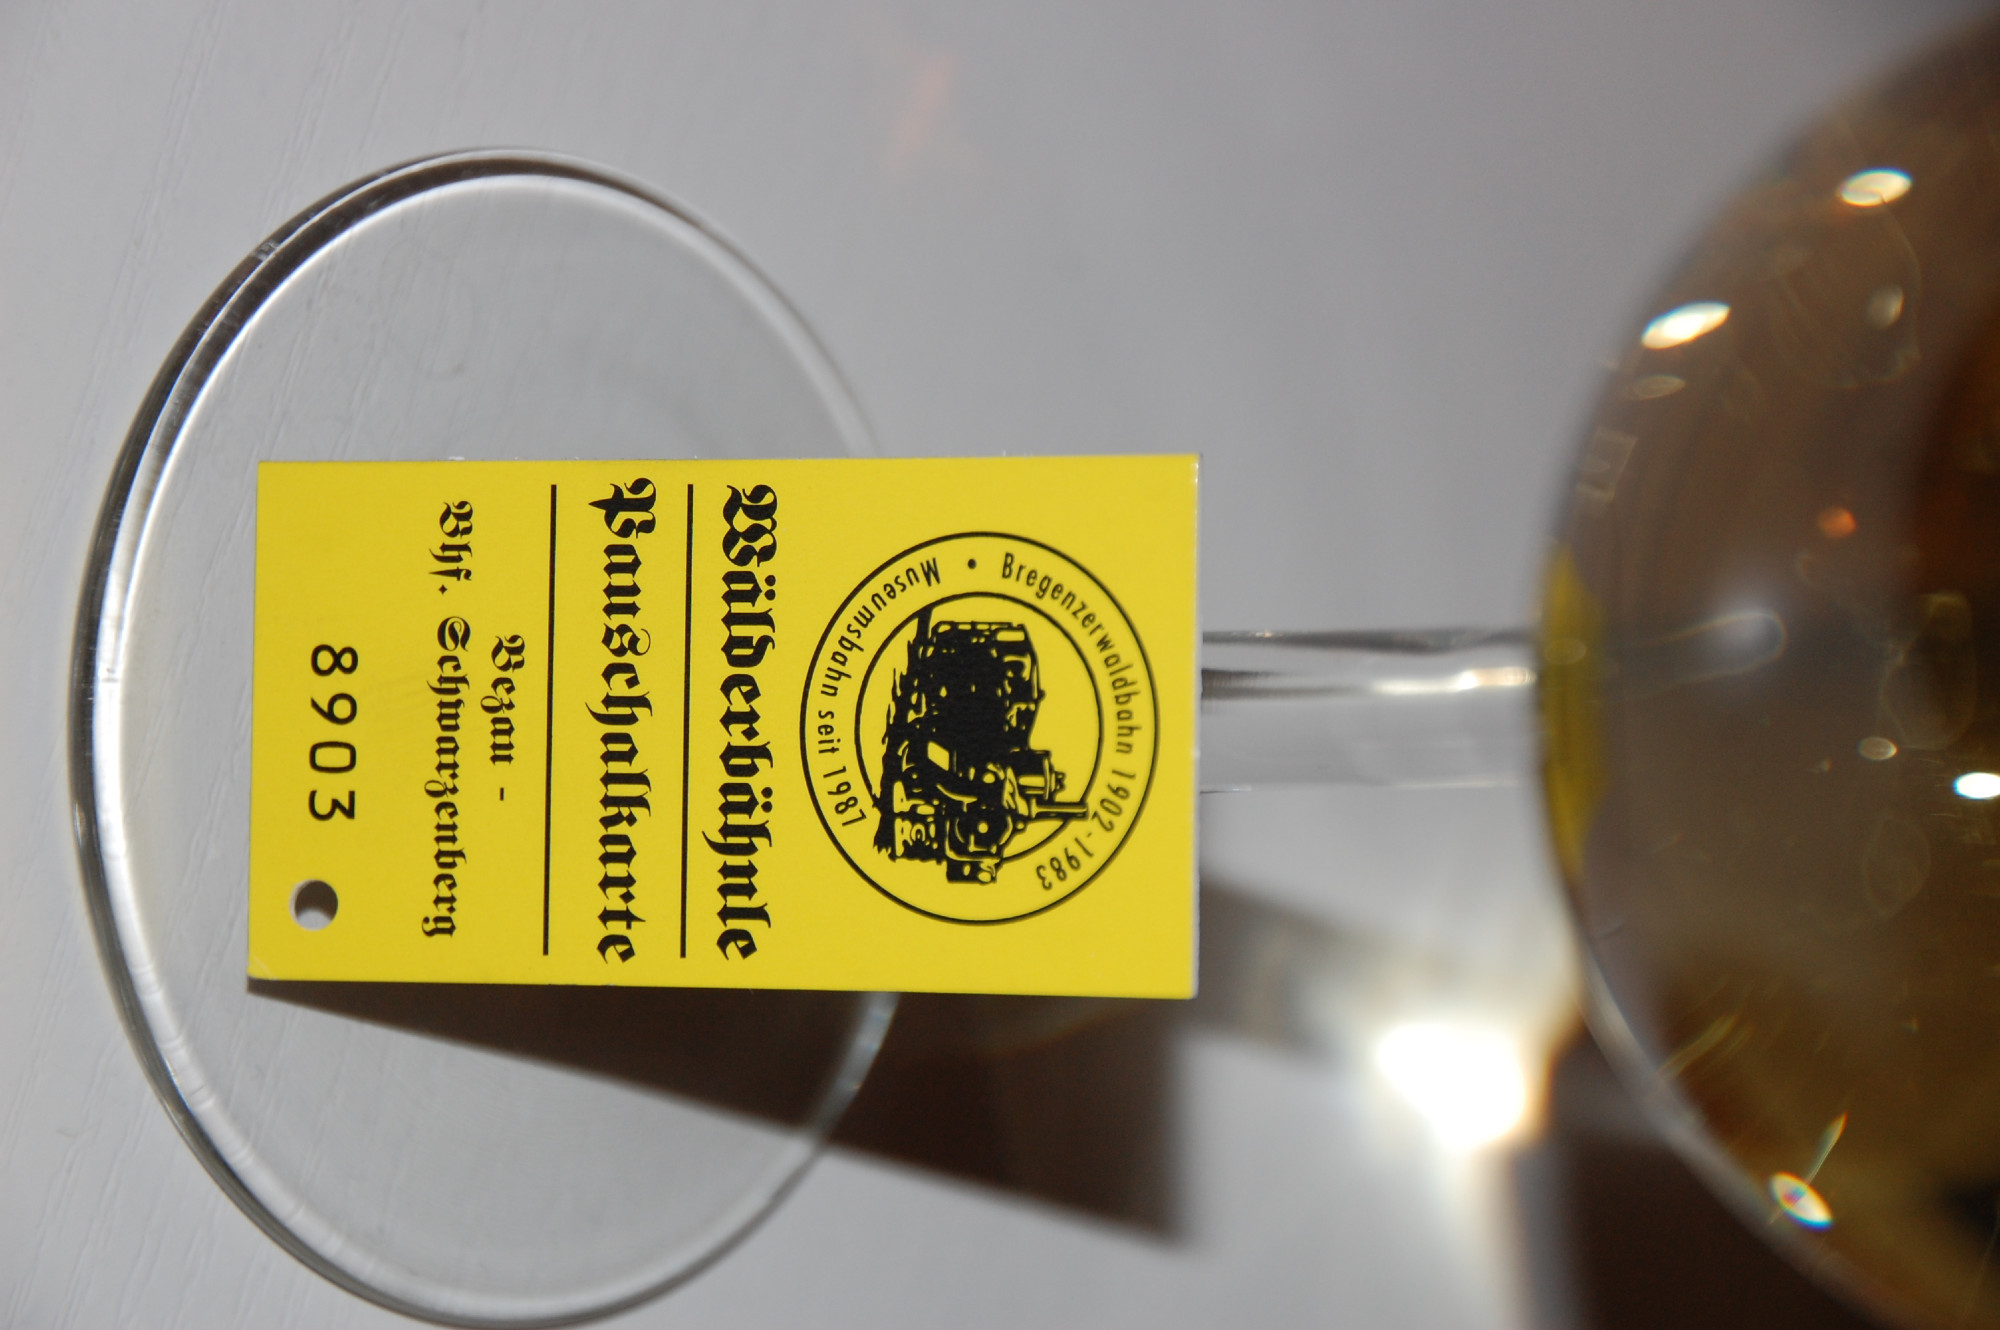 Bregenzerwaldbahn 1902-1983
Museumsbahn seit 1987
Wälderbähnle
Pauschalkarte
Bezau -
Bhf. Schwarzenberg
8903